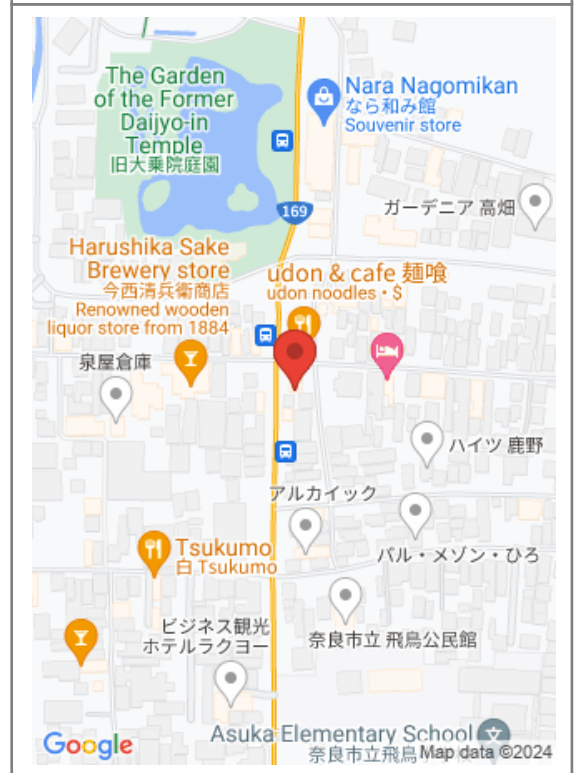 The Garden
of the Former
Daijyo-in
Temple
旧大乗院庭園
Nara Nagomikan
なら和み館
Souvenir store
169
ガーデニア 高畑
Harushika Sake
Brewery store
今西清兵衛商店
Renowned wooden
liquor store from 1884
udon & cafe 麺喰
udon noodles • $
泉屋倉庫
ハイツ 鹿野
アルカイック
パル・メゾン・ひろ
Tsukumo
白 Tsukumo
ビジネス観光
ホテルラクヨー
奈良市立 飛鳥公民館
Asuka Elementary School
奈良市立飛鳥
Google
Map data ©2024